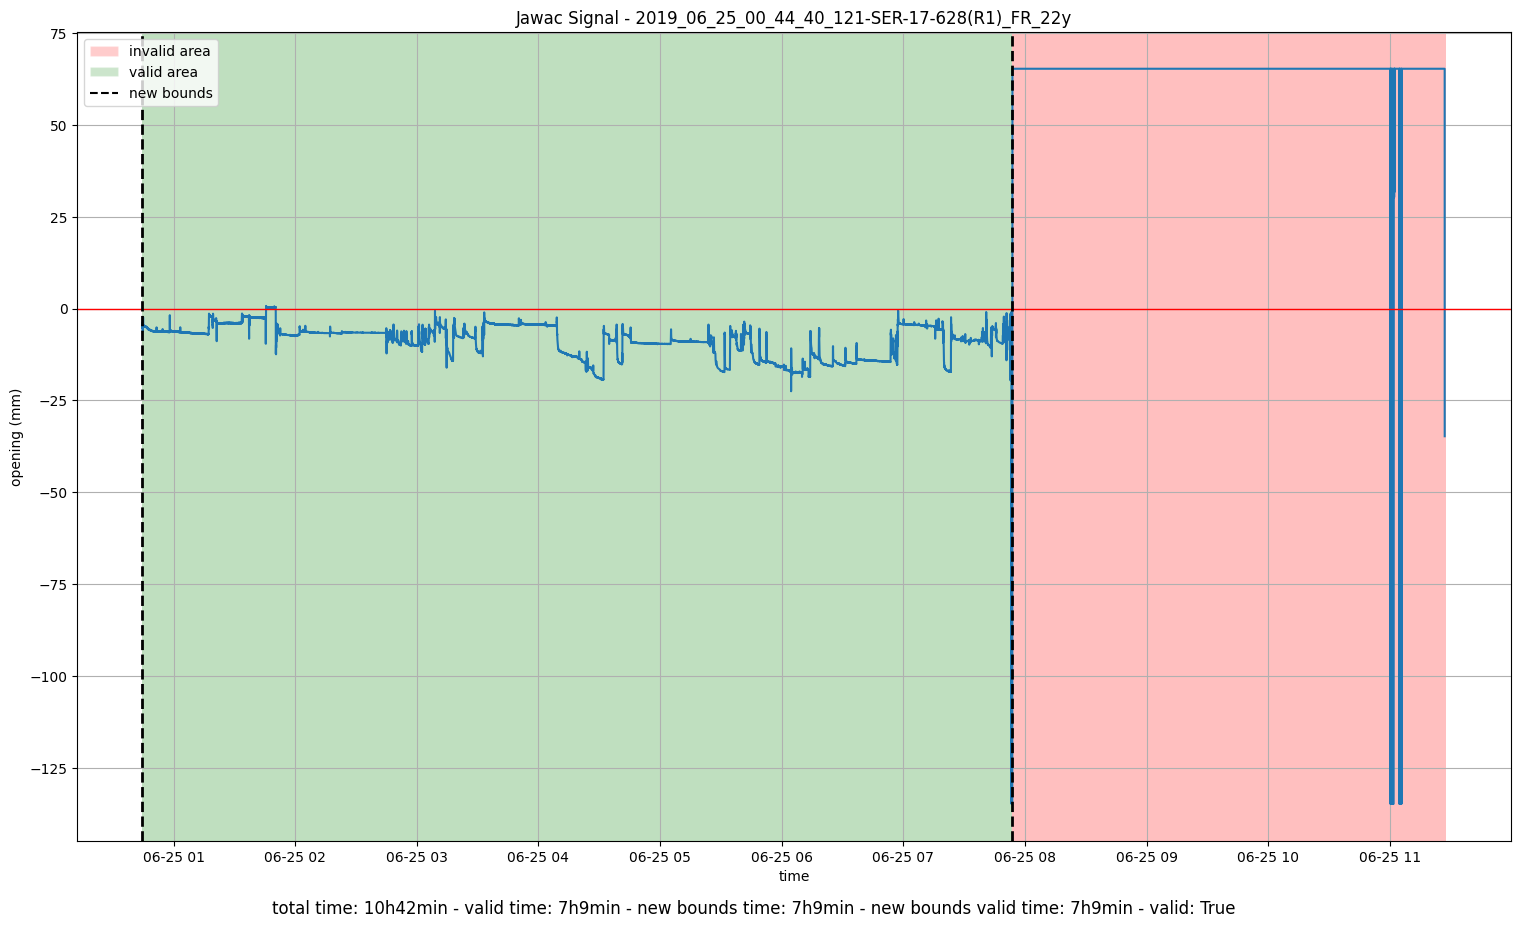 Jawac Signal - 2019_06_25_00_44_40_121-SER-17-628(R1)_FR_22y
invalid area
valid area
new bounds
75
50
25
0
−25
−50
−75
−100
−125
opening (mm)
06-25 01
06-25 02
06-25 03
06-25 04
06-25 05
06-25 06
06-25 07
06-25 08
06-25 09
06-25 10
06-25 11
time
total time: 10h42min - valid time: 7h9min - new bounds time: 7h9min - new bounds valid time: 7h9min - valid: True